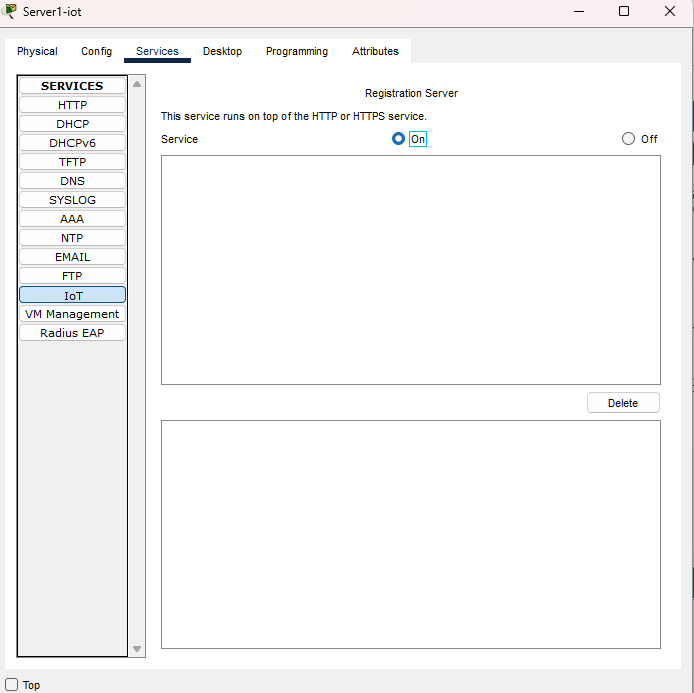 Server1-iot
Physical Config Services Desktop Programming Attributes
SERVICES
HTTP
DHCP
DHCPv6
TFTP
DNS
SYSLOG
AAA
NTP
EMAIL
FTP
IoT
VM Management
Radius EAP
Registration Server
This service runs on top of the HTTP or HTTPS service.
Service On Off
Delete
Top